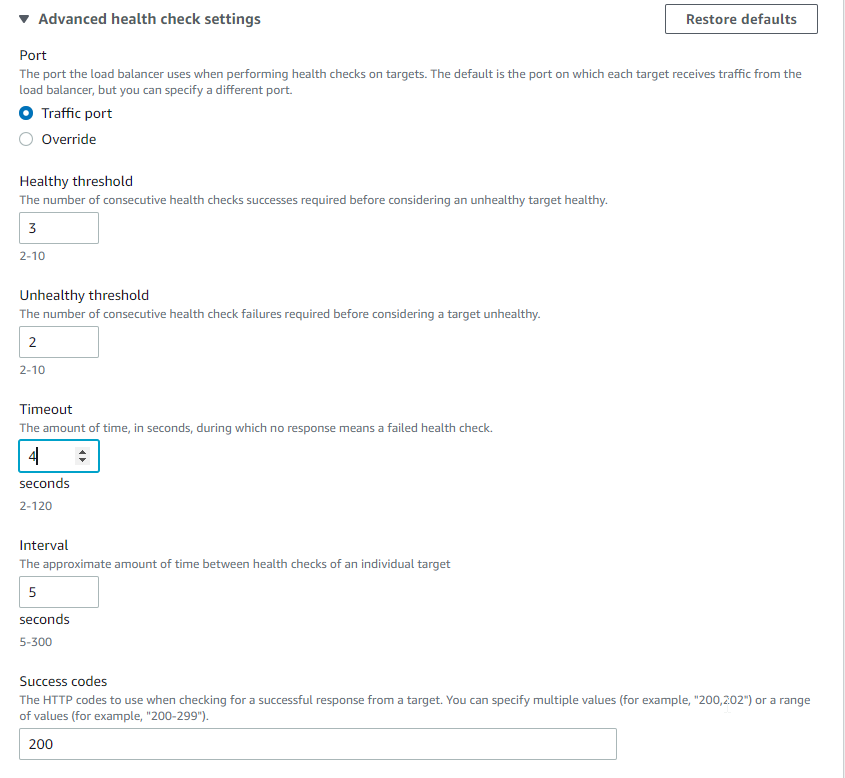 Advanced health check settings
Restore defaults
Port
The port the load balancer uses when performing health checks on targets. The default is the port on which each target receives traffic from the
load balancer, but you can specify a different port.
Traffic port
Override
Healthy threshold
The number of consecutive health checks successes required before considering an unhealthy target healthy.
3
2-10
Unhealthy threshold
The number of consecutive health check failures required before considering a target unhealthy.
2
2-10
Timeout
The amount of time, in seconds, during which no response means a failed health check.
4
seconds
2-120
Interval
The approximate amount of time between health checks of an individual target
5
seconds
5-300
Success codes
The HTTP codes to use when checking for a successful response from a target. You can specify multiple values (for example, "200,202") or a range
of values (for example, "200-299").
200